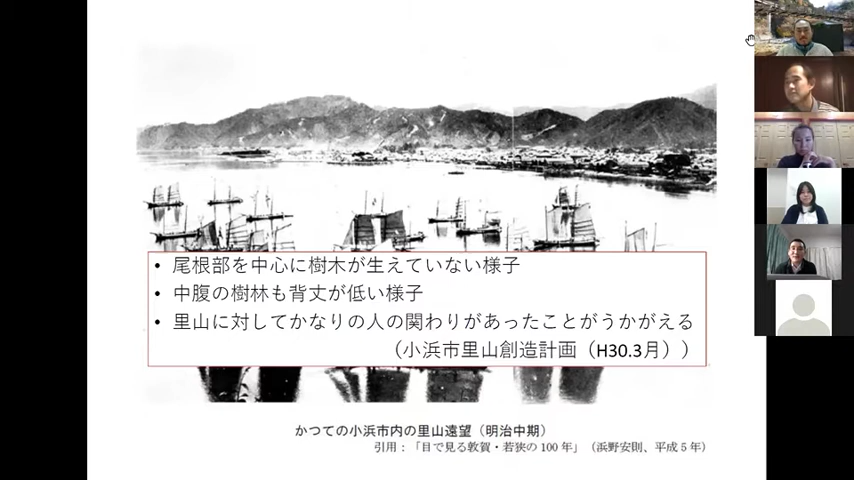 • 尾根部を中心に樹木が生えていない様子
• 中腹の樹林も背丈が低い様子
• 里山に対してかなりの人の関わりがあったことがうかがえる
（小浜市里山創造計画（H30.3月））
かつての小浜市内の里山遠望（明治中期）
引用：「目で見る敦賀・若狭の 100 年」（浜野安則、平成 5 年）